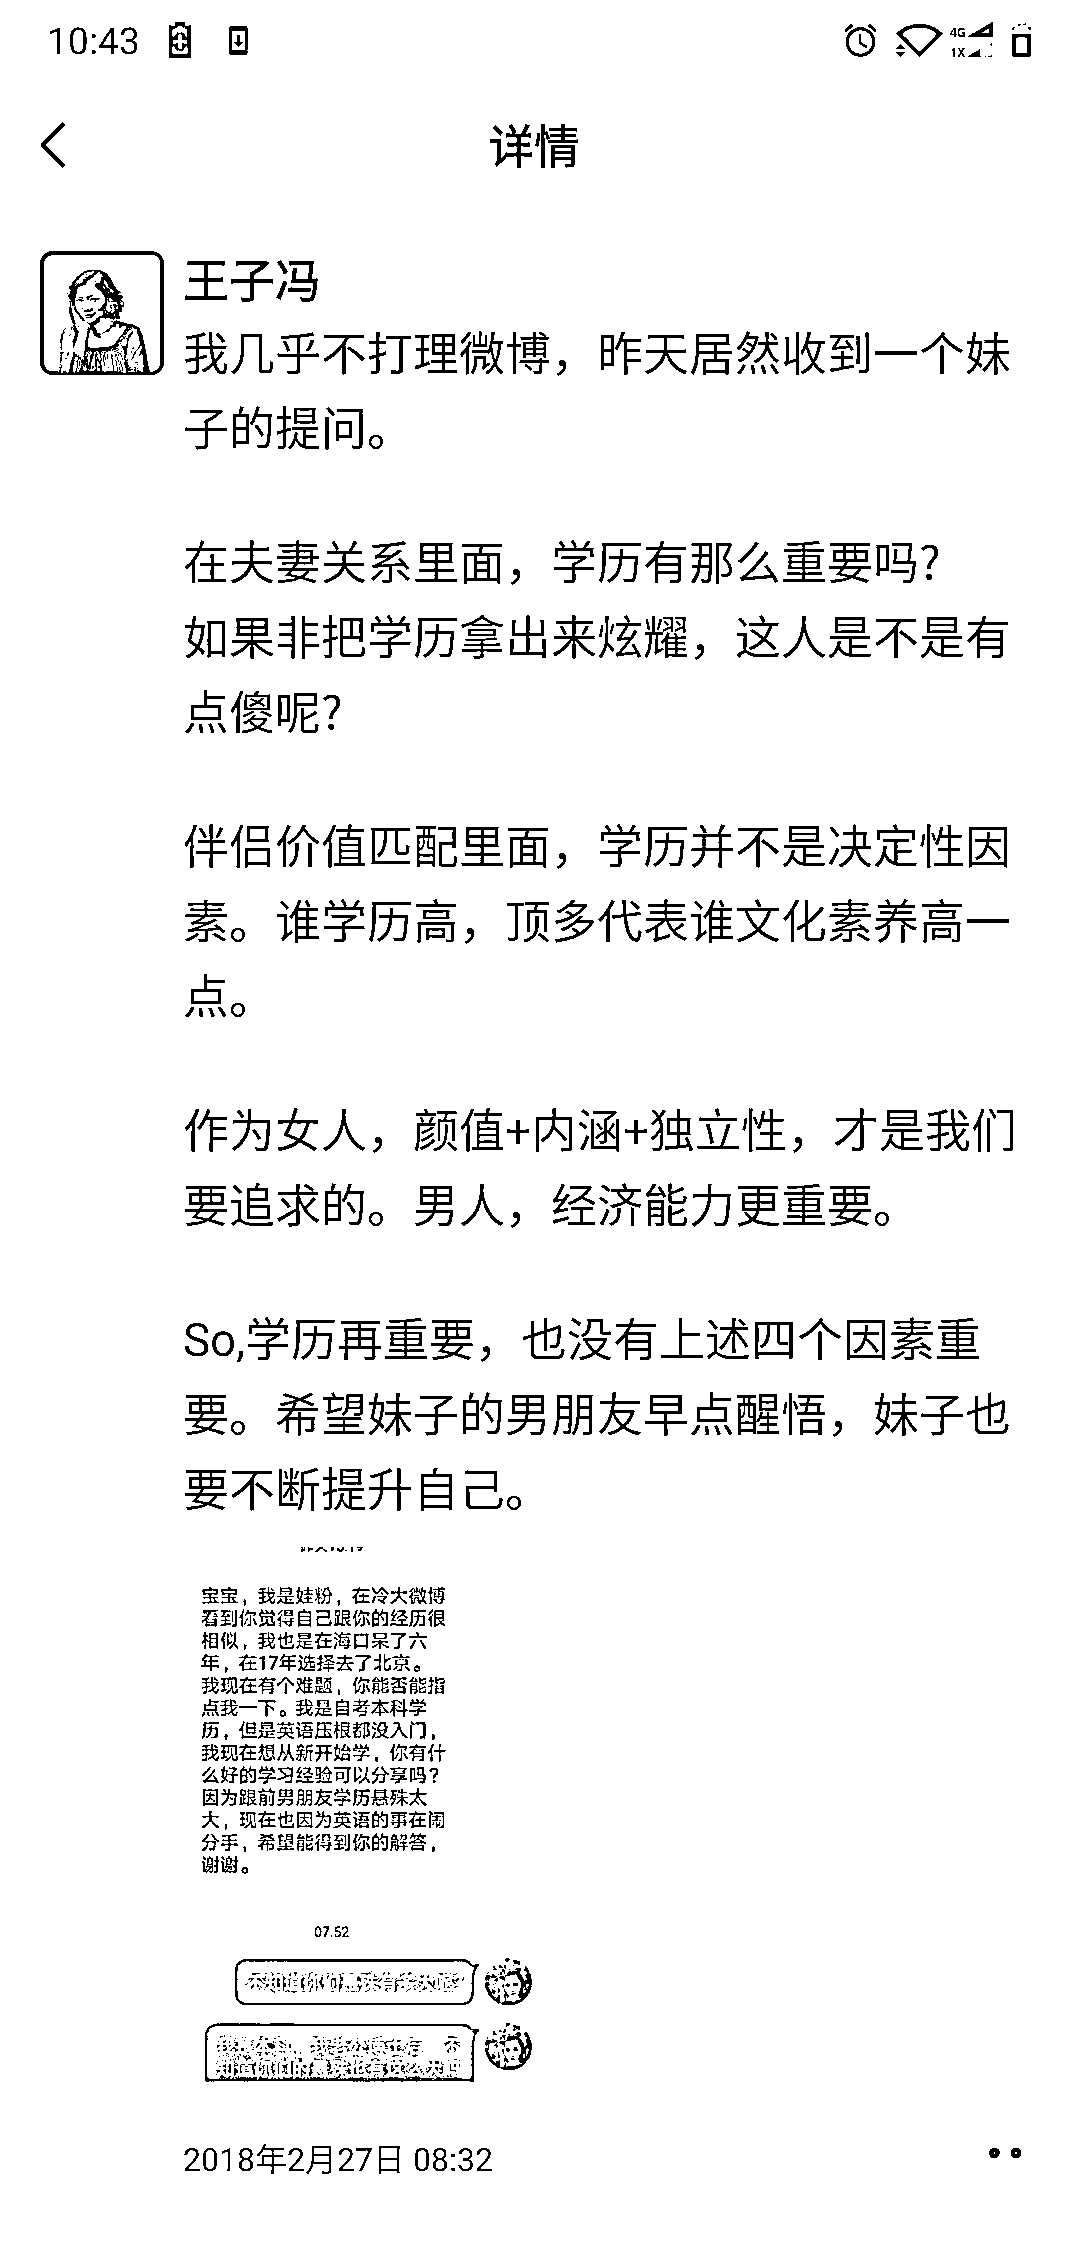 10:43
4G
1X
详情
王子冯
我几乎不打理微博，昨天居然收到一个妹
子的提问。
在夫妻关系里面，学历有那么重要吗?
如果非把学历拿出来炫耀，这人是不是有
点傻呢?
伴侣价值匹配里面，学历并不是决定性因
素。谁学历高，顶多代表谁文化素养高一
点。
作为女人，颜值+内涵+独立性，才是我们
要追求的。男人，经济能力更重要。
So,学历再重要，也没有上述四个因素重
要。希望妹子的男朋友早点醒悟，妹子也
要不断提升自己。
宝宝，我是娃粉，在冷大微博
看到你觉得自己跟你的经历很
相似，我也是在海口呆了六
年，在17年选择去了北京。
我现在有个难题，你能否能指
点我一下。我是自考本科学
历，但是英语压根都没入门，
我现在想从新开始学，你有什
么好的学习经验可以分享吗？
因为跟前男朋友学历悬殊太
大，现在也因为英语的事在闹
分手，希望能得到你的解答，
谢谢。
07:52
2018年2月27日 08:32